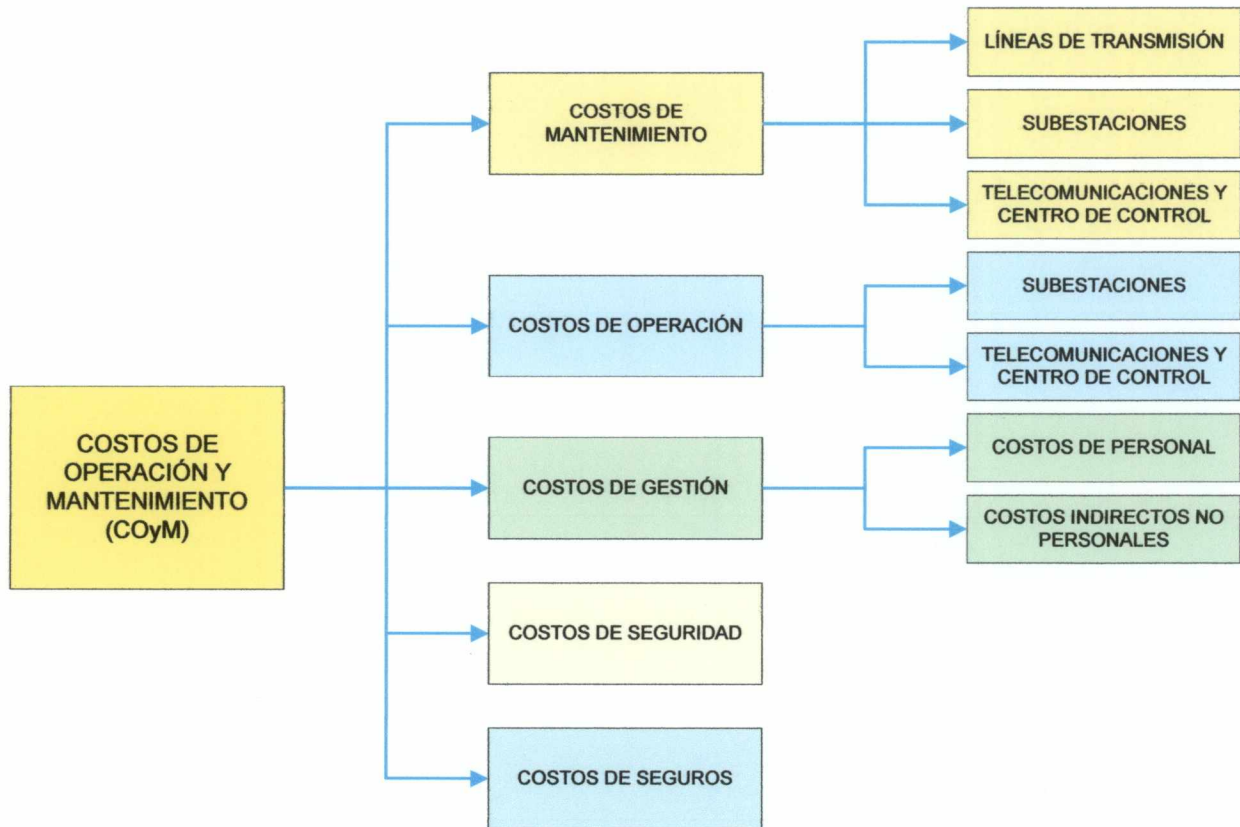 COSTOS DE
OPERACIÓN Y
MANTENIMIENTO
(COyM)
COSTOS DE
MANTENIMIENTO
LÍNEAS DE TRANSMISIÓN
SUBESTACIONES
TELECOMUNICACIONES Y
CENTRO DE CONTROL
COSTOS DE OPERACIÓN
SUBESTACIONES
TELECOMUNICACIONES Y
CENTRO DE CONTROL
COSTOS DE GESTIÓN
COSTOS DE PERSONAL
COSTOS INDIRECTOS NO
PERSONALES
COSTOS DE SEGURIDAD
COSTOS DE SEGUROS